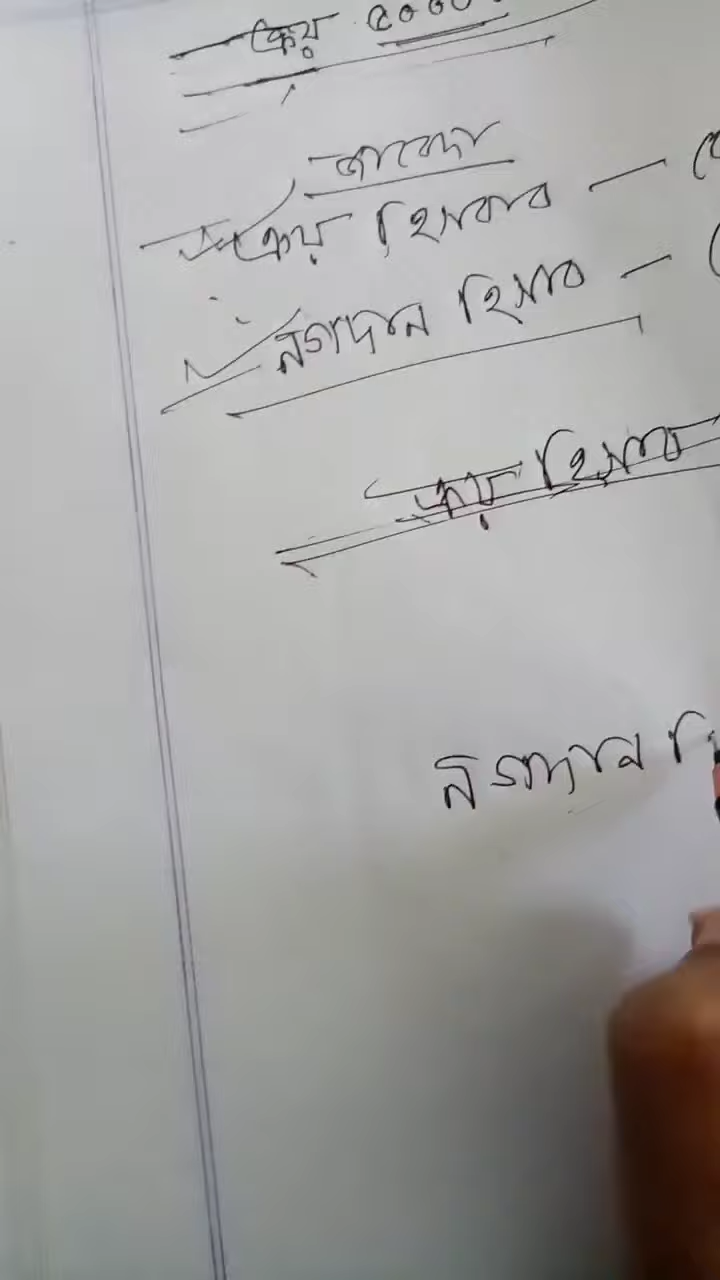 ক্রয় ৫০০০
জাবেদা
ক্রয় হিসাব —
নগদান হিসাব —
ক্রয় হিসাব
নগদান হি